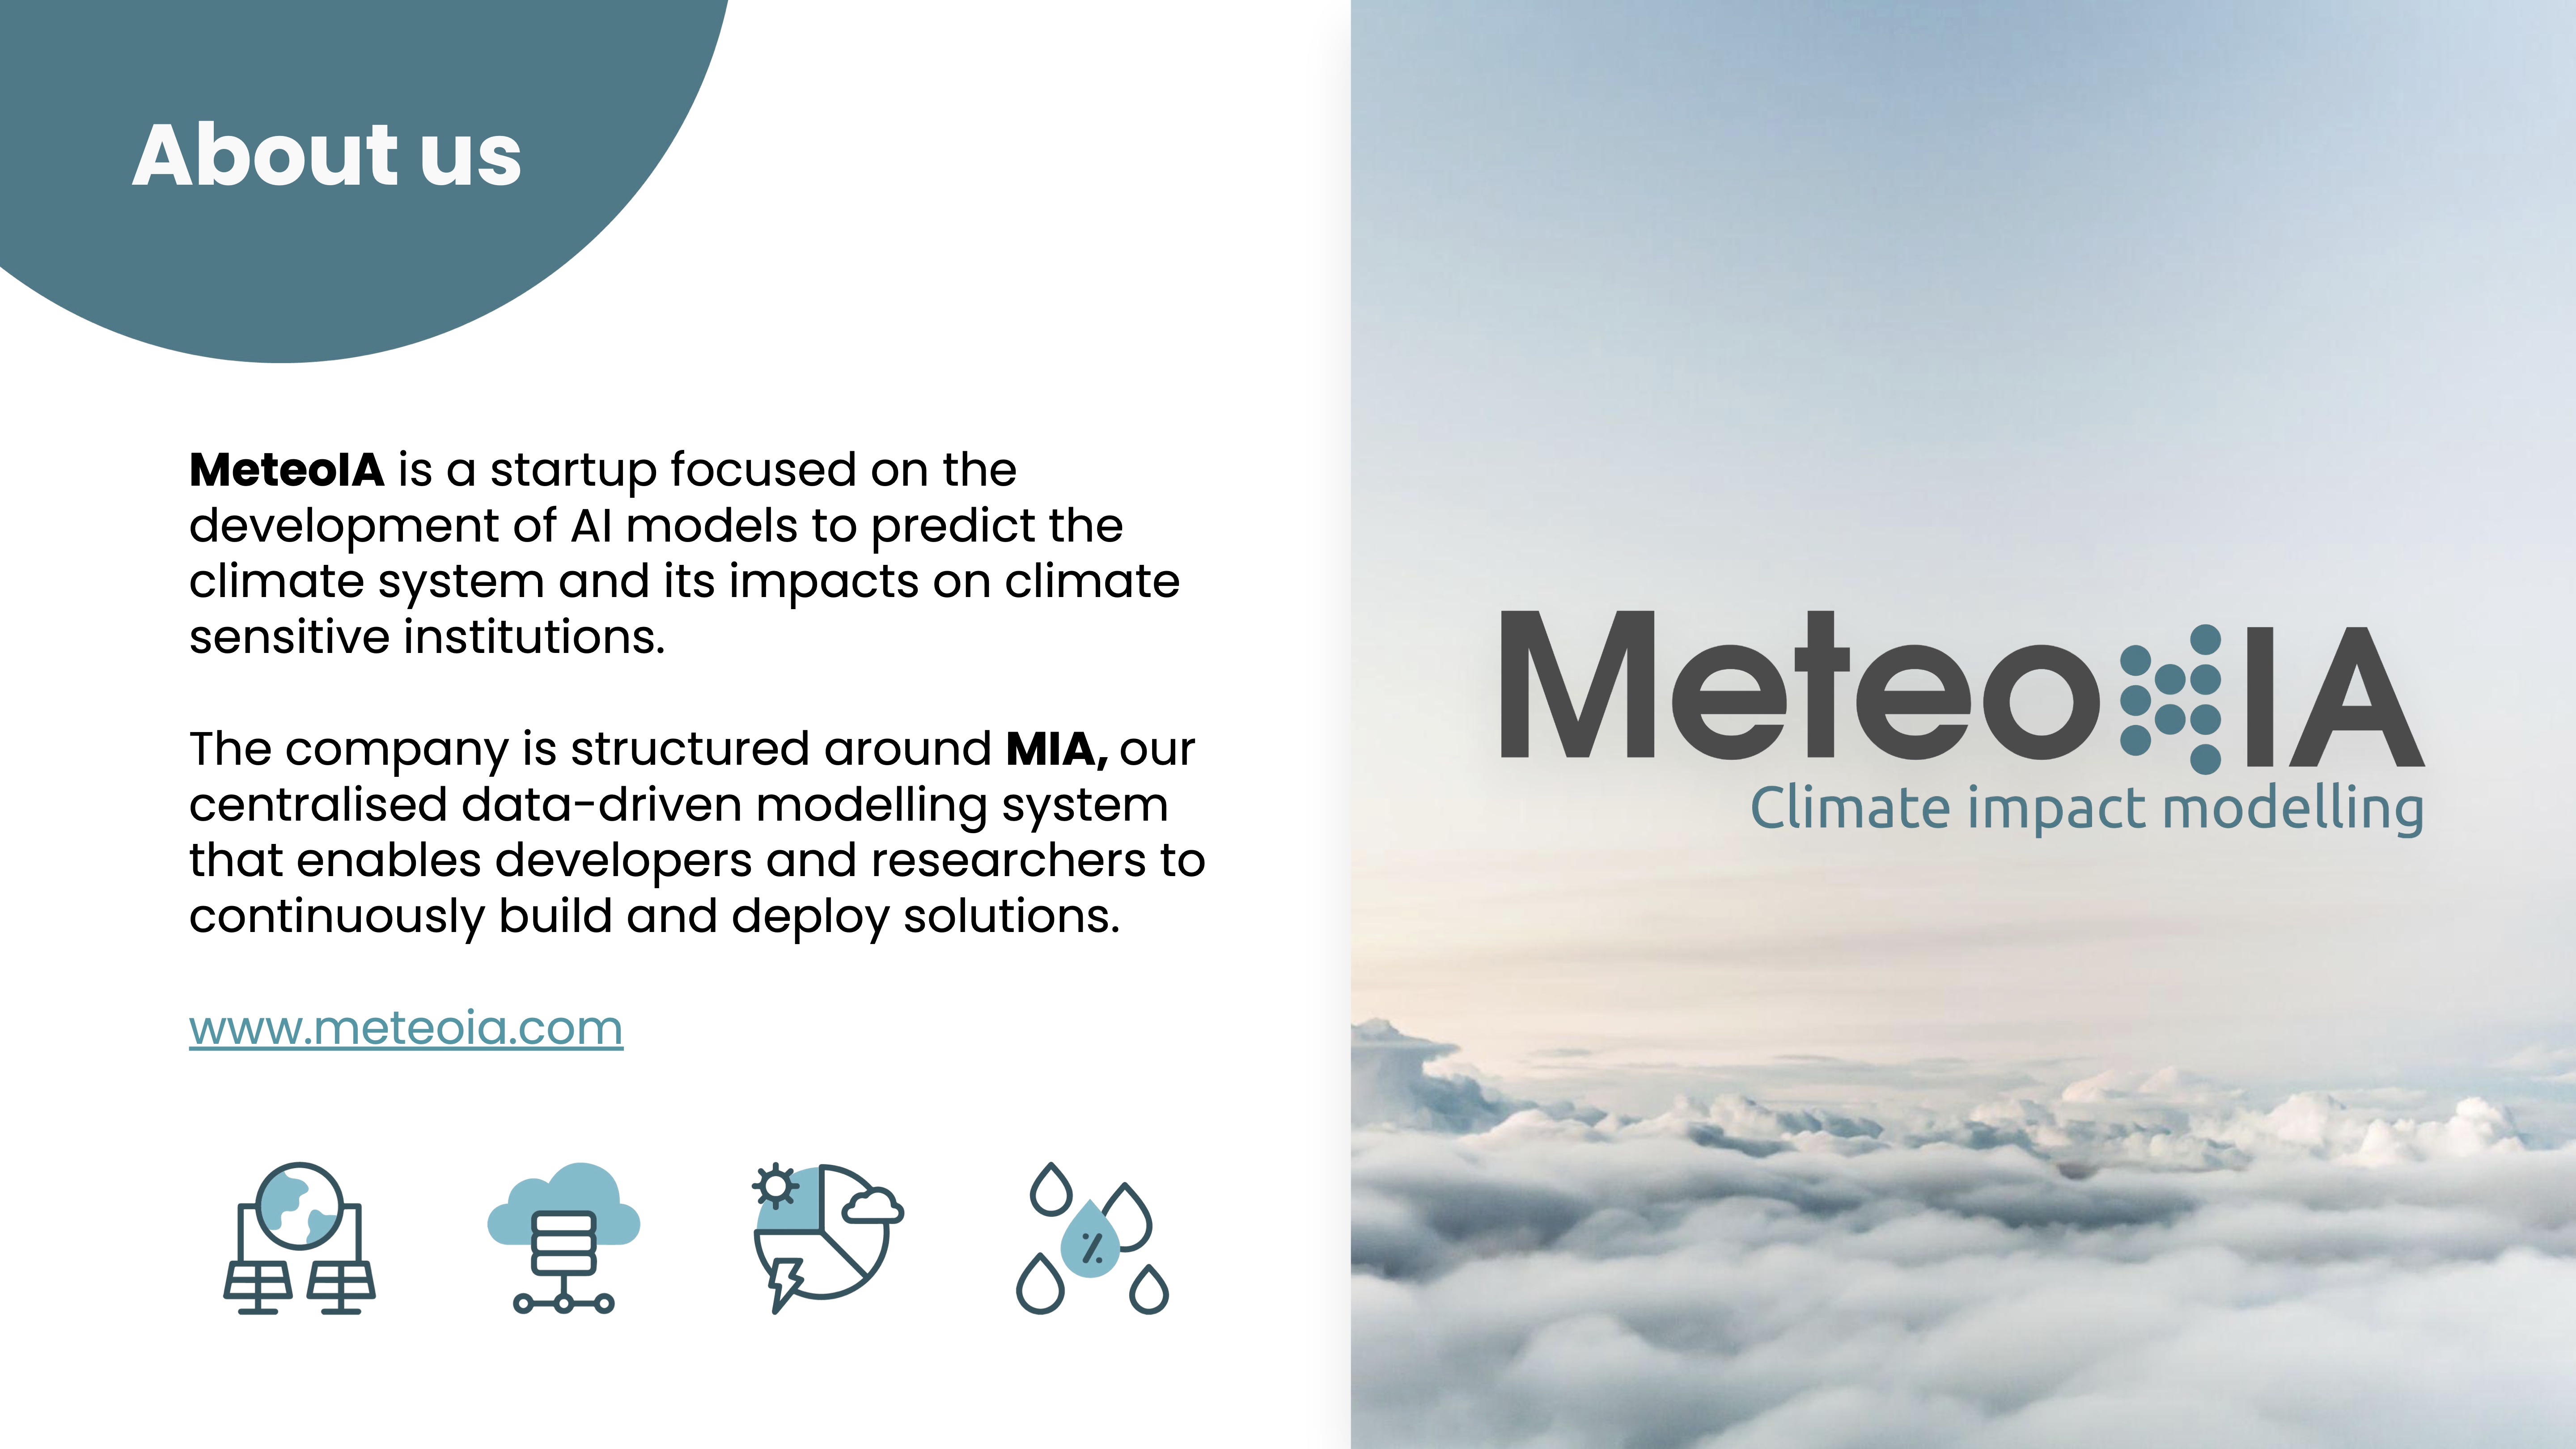 About us
MeteoIA is a startup focused on the
development of AI models to predict the
climate system and its impacts on climate
sensitive institutions.
The company is structured around MIA, our
centralised data-driven modelling system
that enables developers and researchers to
continuously build and deploy solutions.
www.meteoia.com
%
Meteo IA
Climate impact modelling